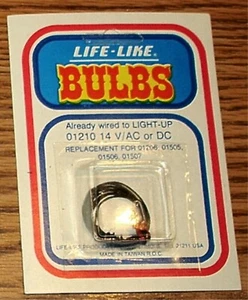 LIFE-LIKE®
BULBS
Already wired to LIGHT-UP
01210 14 V/AC or DC
REPLACEMENT FOR 01206, 01505,
01506, 01507
MADE IN TAIWAN R.O.C.